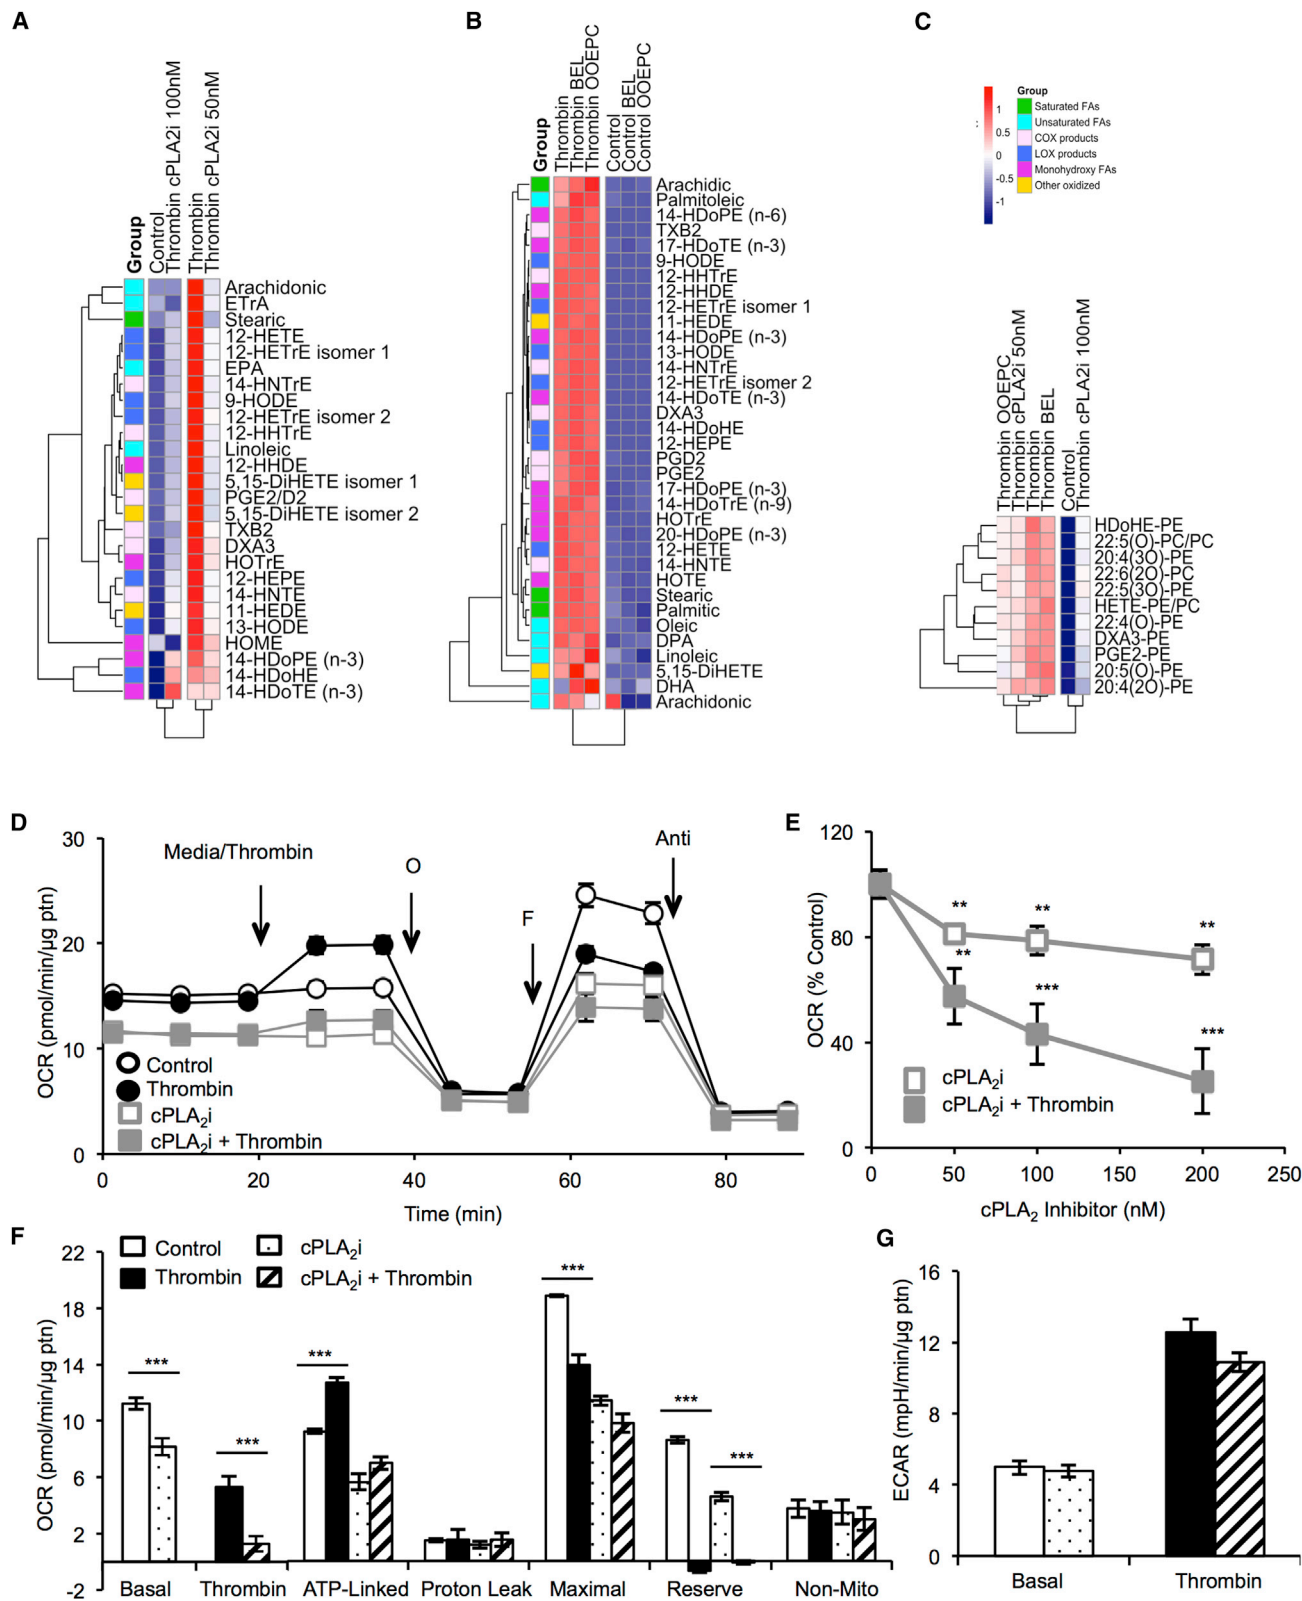 A
Group
Control
Thrombin cPLA2i 100nM
Thrombin
Thrombin cPLA2i 50nM
Arachidonic
ETrA
Stearic
12-HETE
12-HETrE isomer 1
EPA
14-HNTrE
9-HODE
12-HETrE isomer 2
12-HHTrE
Linoleic
12-HHDE
5,15-DiHETE isomer 1
PGE2/D2
5,15-DiHETE isomer 2
TXB2
DXA3
HOTrE
12-HEPE
14-HNTE
11-HEDE
13-HODE
HOME
14-HDoPE (n-3)
14-HDoHE
14-HDoTE (n-3)
B
Group
Thrombin
Thrombin BEL
Thrombin OOEPC
Control
Control BEL
Control OOEPC
Arachidic
Palmitoleic
14-HDoPE (n-6)
TXB2
17-HDoTE (n-3)
9-HODE
12-HHTrE
12-HHDE
12-HETrE isomer 1
11-HEDE
14-HDoPE (n-3)
13-HODE
14-HNTrE
12-HETrE isomer 2
14-HDoTE (n-3)
DXA3
14-HDoHE
12-HEPE
PGD2
PGE2
17-HDoPE (n-3)
14-HDoTrE (n-9)
HOTrE
20-HDoPE (n-3)
12-HETE
14-HNTE
HOTE
Stearic
Palmitic
Oleic
DPA
Linoleic
5,15-DiHETE
DHA
Arachidonic
C
1
0.5
0
-0.5
-1
Group
Saturated FAs
Unsaturated FAs
COX products
LOX products
Monohydroxy FAs
Other oxidized
Thrombin OOEPC
Thrombin cPLA2i 50nM
Thrombin
Thrombin BEL
Control
Thrombin cPLA2i 100nM
HDoHE-PE
22:5(O)-PC/PC
20:4(3O)-PE
22:6(2O)-PC
22:5(3O)-PE
HETE-PE/PC
22:4(O)-PE
DXA3-PE
PGE2-PE
20:5(O)-PE
20:4(2O)-PE
D
OCR (pmol/min/µg ptn)
30
20
10
0
Media/Thrombin
O
F
Anti
Control
Thrombin
cPLA₂i
cPLA₂i + Thrombin
0 20 40 60 80
Time (min)
E
OCR (% Control)
120
80
40
0
** ** **
** *** ***
cPLA₂i
cPLA₂i + Thrombin
0 50 100 150 200 250
cPLA₂ Inhibitor (nM)
F
Control
Thrombin
cPLA₂i
cPLA₂i + Thrombin
OCR (pmol/min/µg ptn)
22
18
14
10
6
2
-2
*** *** *** *** *** ***
Basal Thrombin ATP-Linked Proton Leak Maximal Reserve Non-Mito
G
ECAR (mpH/min/µg ptn)
16
12
8
4
0
Basal Thrombin